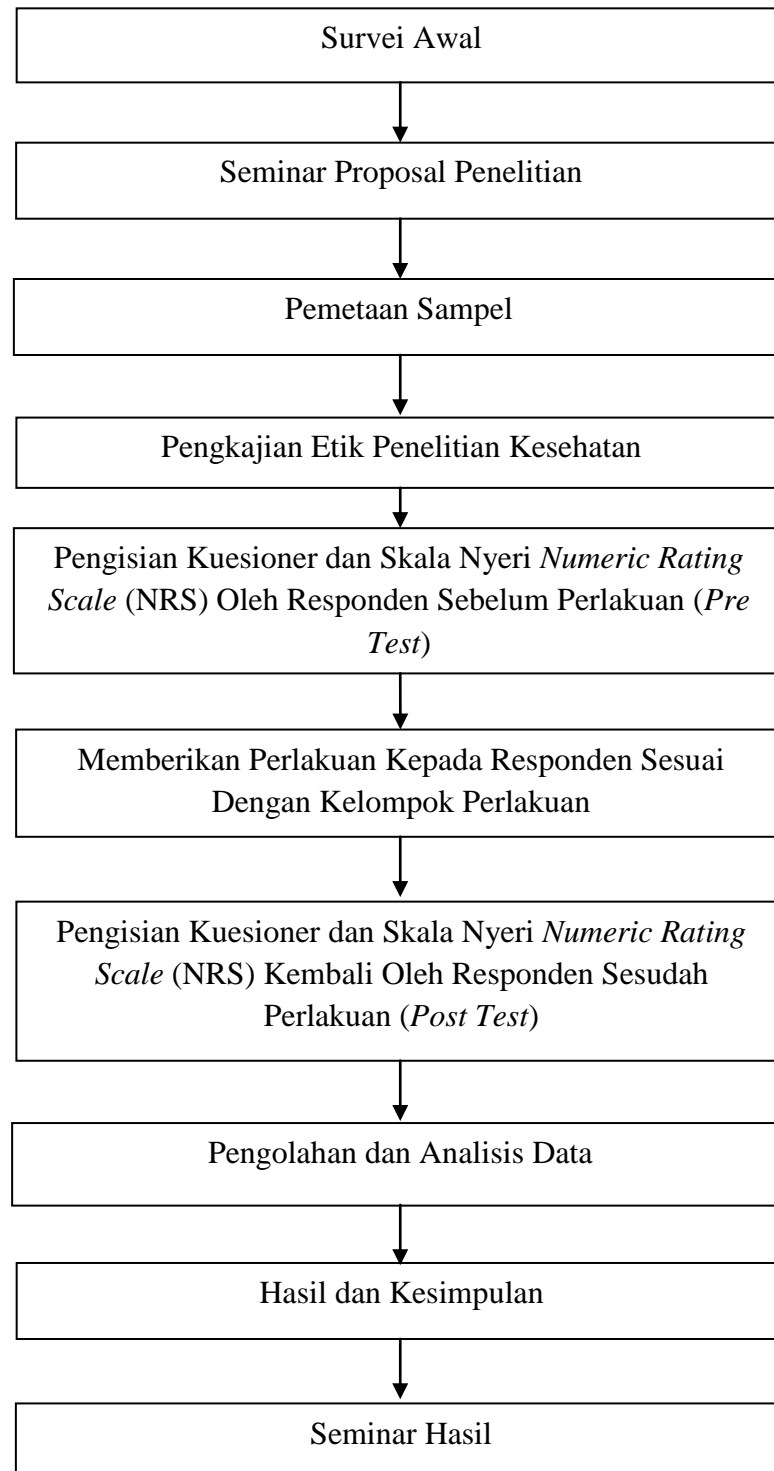 Survei Awal
Seminar Proposal Penelitian
Pemetaan Sampel
Pengkajian Etik Penelitian Kesehatan
Pengisian Kuesioner dan Skala Nyeri Numeric Rating
Scale (NRS) Oleh Responden Sebelum Perlakuan (Pre
Test)
Memberikan Perlakuan Kepada Responden Sesuai
Dengan Kelompok Perlakuan
Pengisian Kuesioner dan Skala Nyeri Numeric Rating
Scale (NRS) Kembali Oleh Responden Sesudah
Perlakuan (Post Test)
Pengolahan dan Analisis Data
Hasil dan Kesimpulan
Seminar Hasil